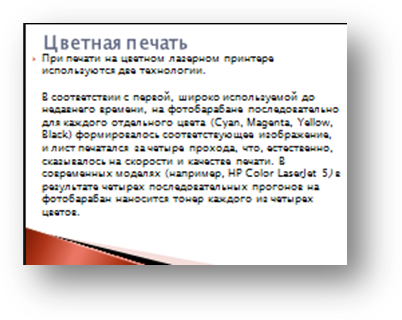 Цветная печать
При печати на цветном лазерном принтере
используются две технологии.
В соответствии с первой, широко используемой до
недавнего времени, на фотобарабане последовательно
для каждого отдельного цвета (Cyan, Magenta, Yellow,
Black) формировалось соответствующее изображение,
и лист печатался за четыре прохода, что, естественно,
сказывалось на скорости и качестве печати. В
современных моделях (например, HP Color LaserJet 5) в
результате четырех последовательных прогонов на
фотобарабан наносится тонер каждого из четырех
цветов.